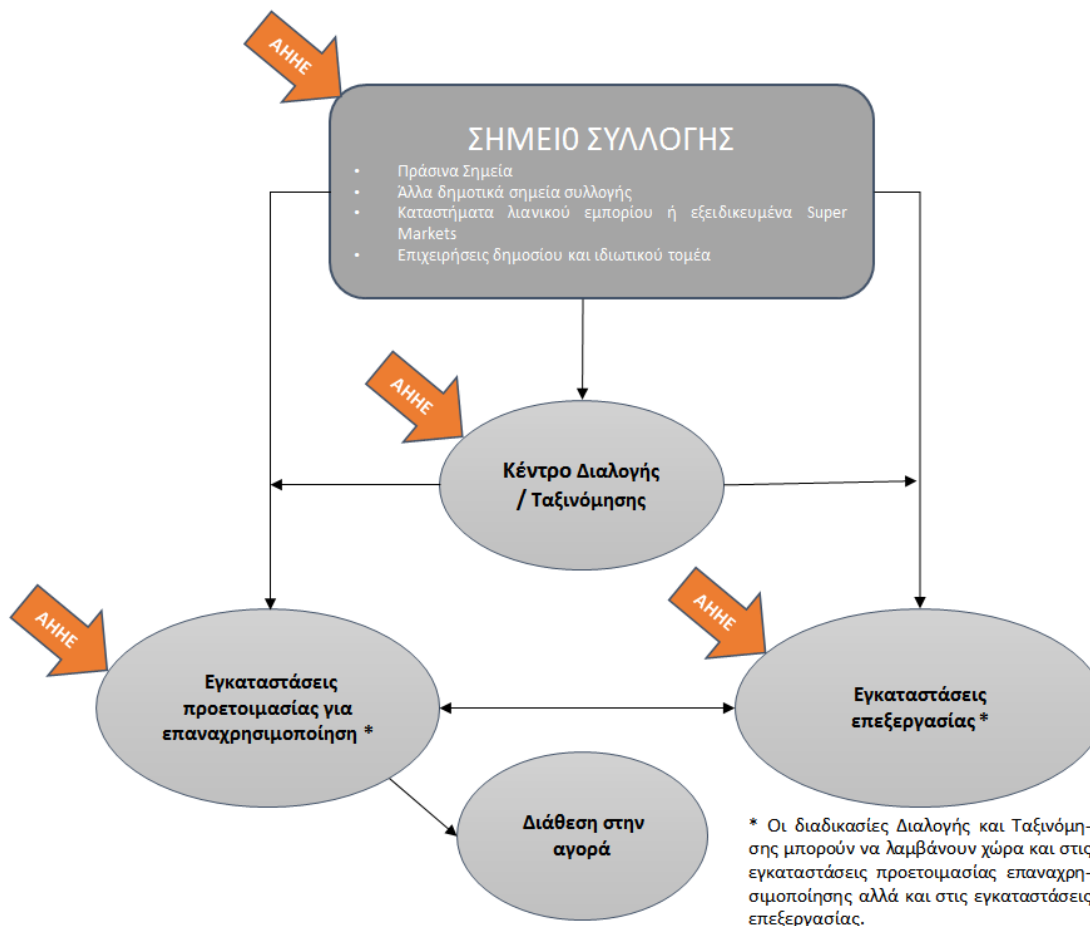 ΑΗΗΕ
ΣΗΜΕΙ0 ΣΥΛΛΟΓΗΣ
• Πράσινα Σημεία
• Άλλα δημοτικά σημεία συλλογής
• Καταστήματα λιανικού εμπορίου ή εξειδικευμένα Super
Markets
• Επιχειρήσεις δημοσίου και ιδιωτικού τομέα
ΑΗΗΕ
Κέντρο Διαλογής
/ Ταξινόμησης
ΑΗΗΕ
Εγκαταστάσεις
προετοιμασίας για
επαναχρησιμοποίηση *
ΑΗΗΕ
Εγκαταστάσεις
επεξεργασίας *
Διάθεση στην
αγορά
* Οι διαδικασίες Διαλογής και Ταξινόμη-
σης μπορούν να λαμβάνουν χώρα και στις
εγκαταστάσεις προετοιμασίας επαναχρη-
σιμοποίησης αλλά και στις εγκαταστάσεις
επεξεργασίας.